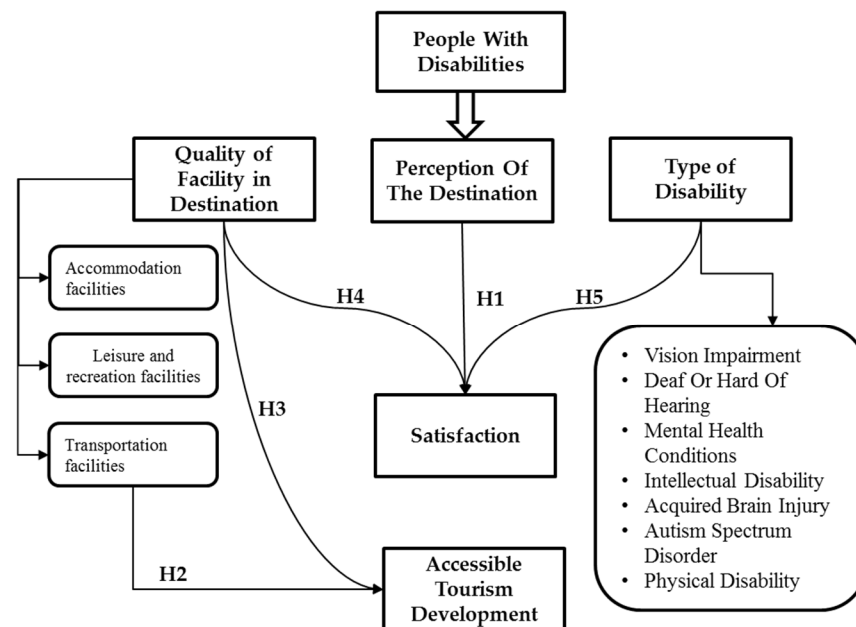 People With
Disabilities
Quality of
Facility in
Destination
Perception Of
The Destination
Type of
Disability
Accommodation
facilities
Leisure and
recreation facilities
Transportation
facilities
H4
H1
H5
H3
H2
Satisfaction
Accessible
Tourism
Development
• Vision Impairment
• Deaf Or Hard Of
Hearing
• Mental Health
Conditions
• Intellectual Disability
• Acquired Brain Injury
• Autism Spectrum
Disorder
• Physical Disability